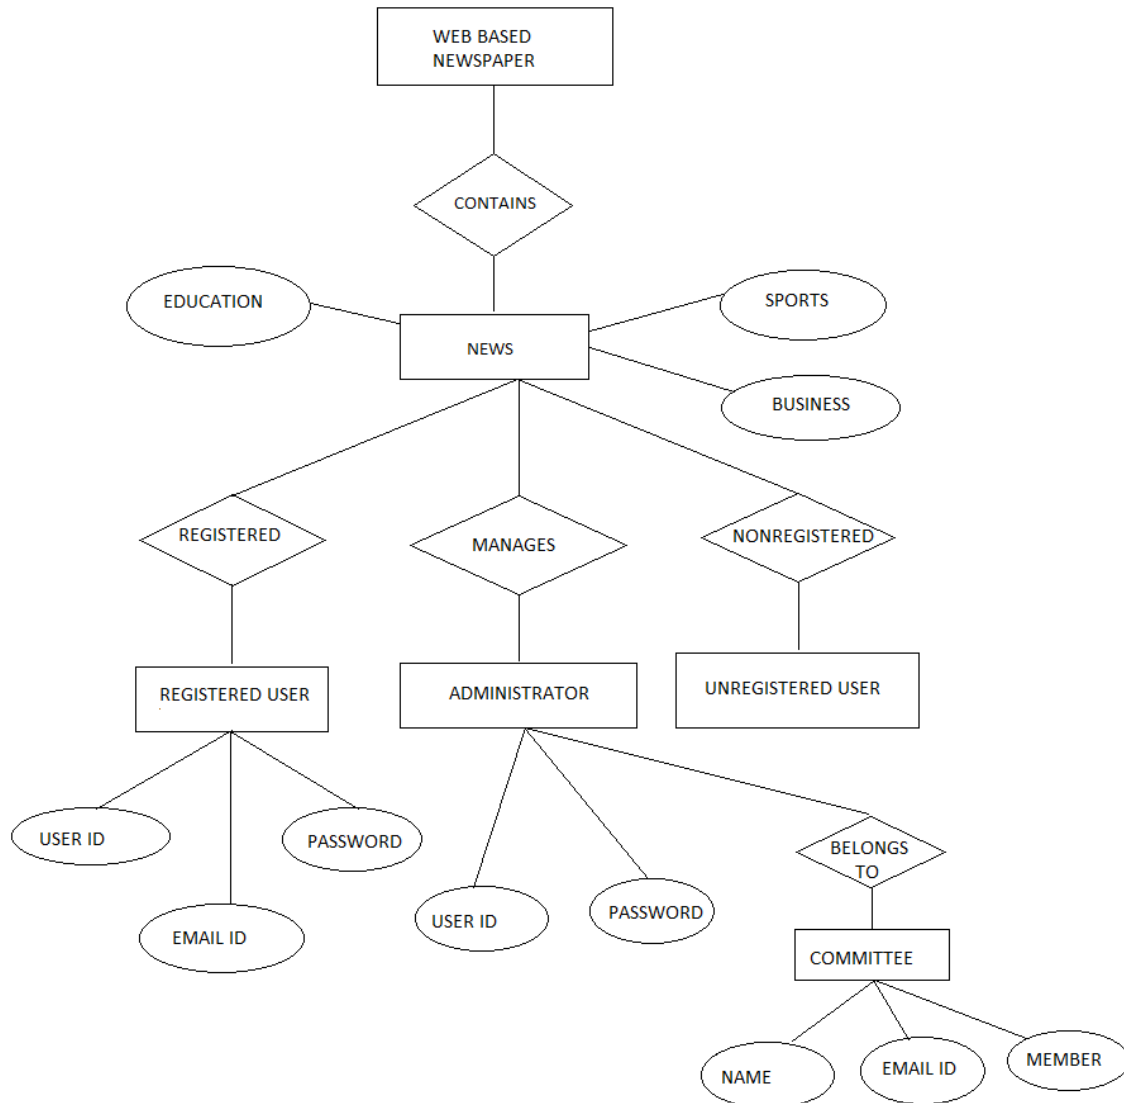 WEB BASED
NEWSPAPER
CONTAINS
EDUCATION
SPORTS
NEWS
BUSINESS
REGISTERED
MANAGES
NONREGISTERED
REGISTERED USER
ADMINISTRATOR
UNREGISTERED USER
USER ID
PASSWORD
BELONGS
TO
EMAIL ID
USER ID
PASSWORD
COMMITTEE
NAME
EMAIL ID
MEMBER